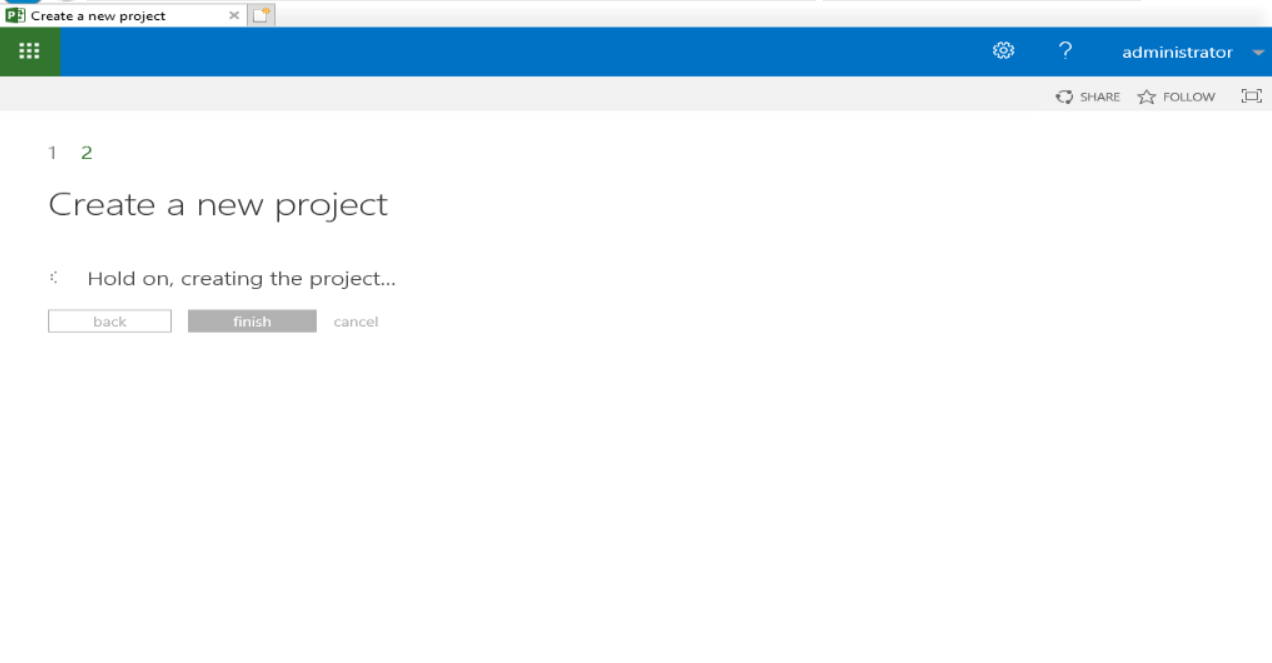 Create a new project
administrator
SHARE FOLLOW
1 2
Create a new project
Hold on, creating the project...
back finish cancel